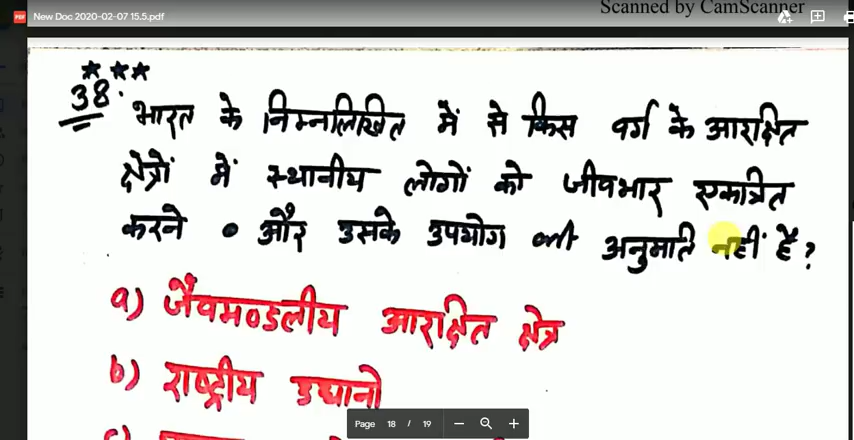 Scanned by CamScanner
New Doc 2020-02-07 15.5.pdf
38. भारत के निम्नलिखित में से किस वर्ग के आरक्षित
क्षेत्रों में स्थानीय लोगों को जीवभार एकत्रित
करने और उसके उपयोग की अनुमति नहीं है?
a) जैवमण्डलीय आरक्षित क्षेत्र
b) राष्ट्रीय उद्यानो
c)
Page 18 / 19